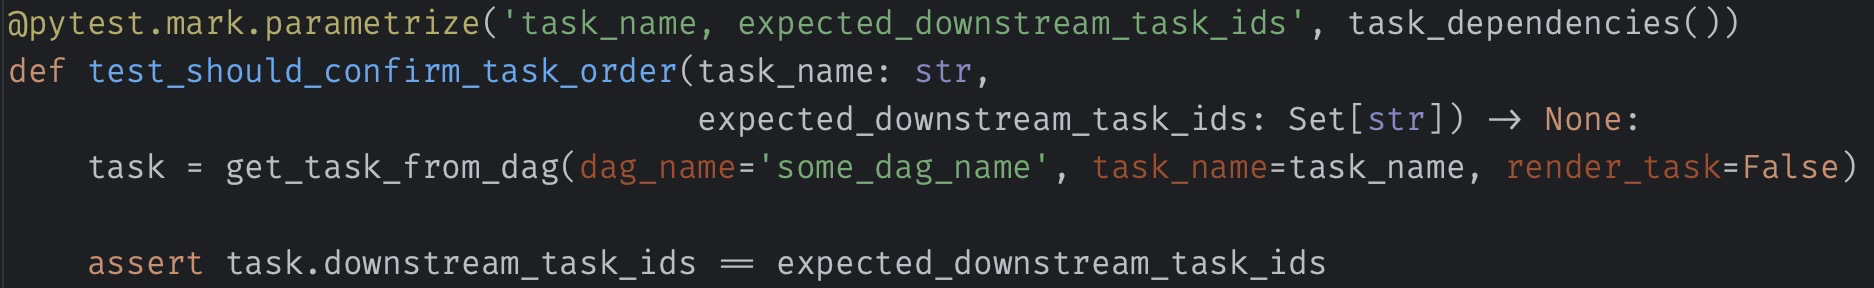 @pytest.mark.parametrize('task_name, expected_downstream_task_ids', task_dependencies())
def test_should_confirm_task_order(task_name: str,
                                   expected_downstream_task_ids: Set[str]) -> None:
    task = get_task_from_dag(dag_name='some_dag_name', task_name=task_name, render_task=False)

    assert task.downstream_task_ids == expected_downstream_task_ids